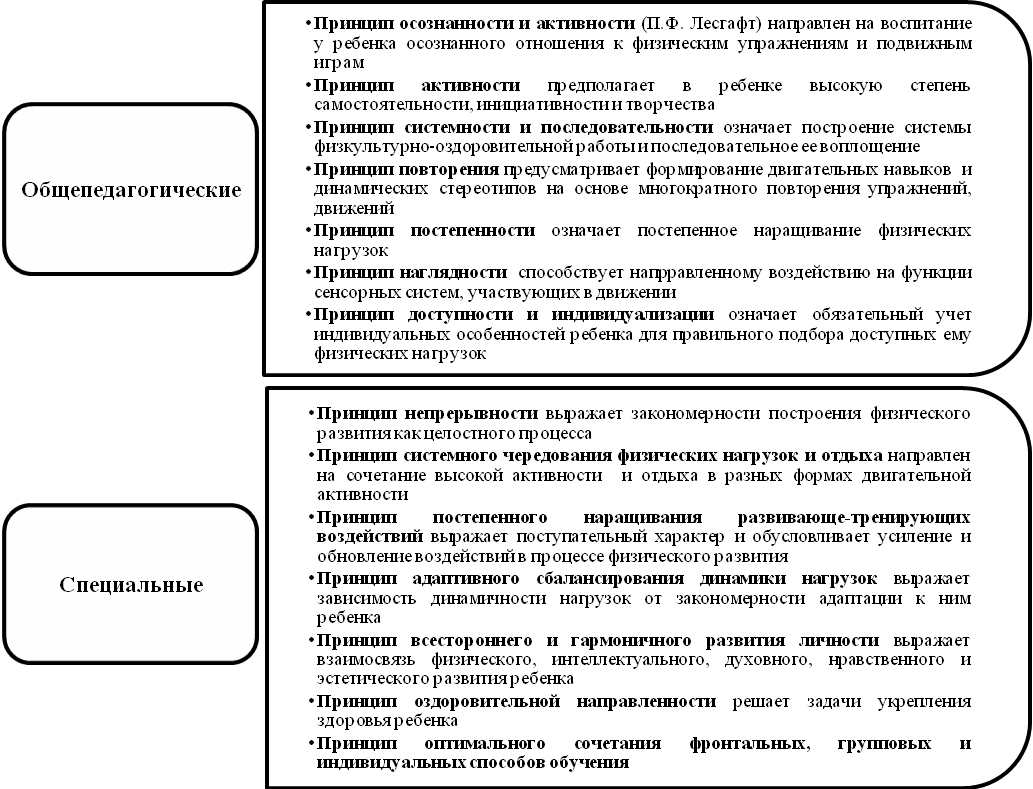 Общепедагогические
•Принцип осознанности и активности (П.Ф. Лесгафт) направлен на воспитание
у ребенка осознанного отношения к физическим упражнениям и подвижным
играм
•Принцип активности предполагает в ребенке высокую степень
самостоятельности, инициативности и творчества
•Принцип системности и последовательности означает построение системы
физкультурно-оздоровительной работы и последовательное ее воплощение
•Принцип повторения предусматривает формирование двигательных навыков и
динамических стереотипов на основе многократного повторения упражнений,
движений
•Принцип постепенности означает постепенное наращивание физических
нагрузок
•Принцип наглядности способствует напрравленному воздействию на функции
сенсорных систем, участвующих в движении
•Принцип доступности и индивидуализации означает обязательный учет
индивидуальных особенностей ребенка для правильного подбора доступных ему
физических нагрузок
Специальные
•Принцип непрерывности выражает закономерности построения физического
развития как целостного процесса
•Принцип системного чередования физических нагрузок и отдыха направлен
на сочетание высокой активности и отдыха в разных формах двигательной
активности
•Принцип постепенного наращивания развивающе-тренирующих
воздействий выражает поступательный характер и обусловливает усиление и
обновление воздействий в процессе физического развития
•Принцип адаптивного сбалансирования динамики нагрузок выражает
зависимость динамичности нагрузок от закономерности адаптации к ним
ребенка
•Принцип всестороннего и гармоничного развития личности выражает
взаимосвязь физического, интеллектуального, духовного, нравственного и
эстетического развития ребенка
•Принцип оздоровительной направленности решает задачи укрепления
здоровья ребенка
•Принцип оптимального сочетания фронтальных, групповых и
индивидуальных способов обучения